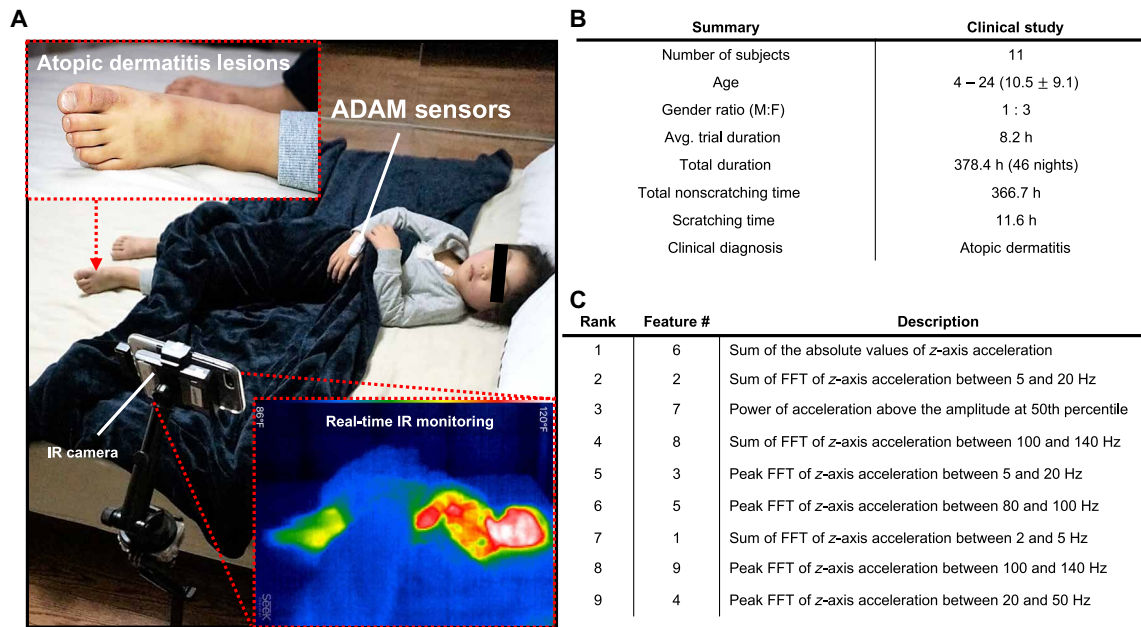 A
Atopic dermatitis lesions
ADAM sensors
IR camera
86°F
120°F
Real-time IR monitoring
Seek
B
Summary Clinical study
Number of subjects 11
Age 4 – 24 (10.5 ± 9.1)
Gender ratio (M:F) 1 : 3
Avg. trial duration 8.2 h
Total duration 378.4 h (46 nights)
Total nonscratching time 366.7 h
Scratching time 11.6 h
Clinical diagnosis Atopic dermatitis
C
Rank Feature # Description
1 6 Sum of the absolute values of z-axis acceleration
2 2 Sum of FFT of z-axis acceleration between 5 and 20 Hz
3 7 Power of acceleration above the amplitude at 50th percentile
4 8 Sum of FFT of z-axis acceleration between 100 and 140 Hz
5 3 Peak FFT of z-axis acceleration between 5 and 20 Hz
6 5 Peak FFT of z-axis acceleration between 80 and 100 Hz
7 1 Sum of FFT of z-axis acceleration between 2 and 5 Hz
8 9 Peak FFT of z-axis acceleration between 100 and 140 Hz
9 4 Peak FFT of z-axis acceleration between 20 and 50 Hz